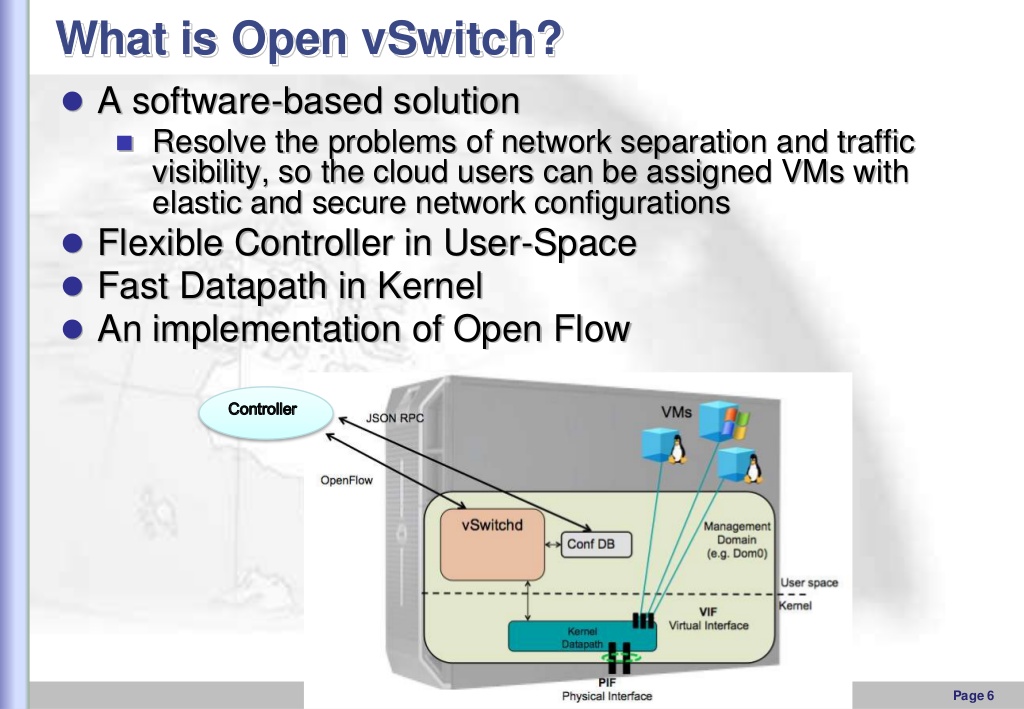 What is Open vSwitch?
A software-based solution
Resolve the problems of network separation and traffic
visibility, so the cloud users can be assigned VMs with
elastic and secure network configurations
Flexible Controller in User-Space
Fast Datapath in Kernel
An implementation of Open Flow
Controller
JSON RPC
VMs
OpenFlow
vSwitchd
Conf DB
Management
Domain
(e.g. Dom0)
User space
Kernel
VIF
Virtual Interface
Kernel
Datapath
PIF
Physical Interface
Page 6